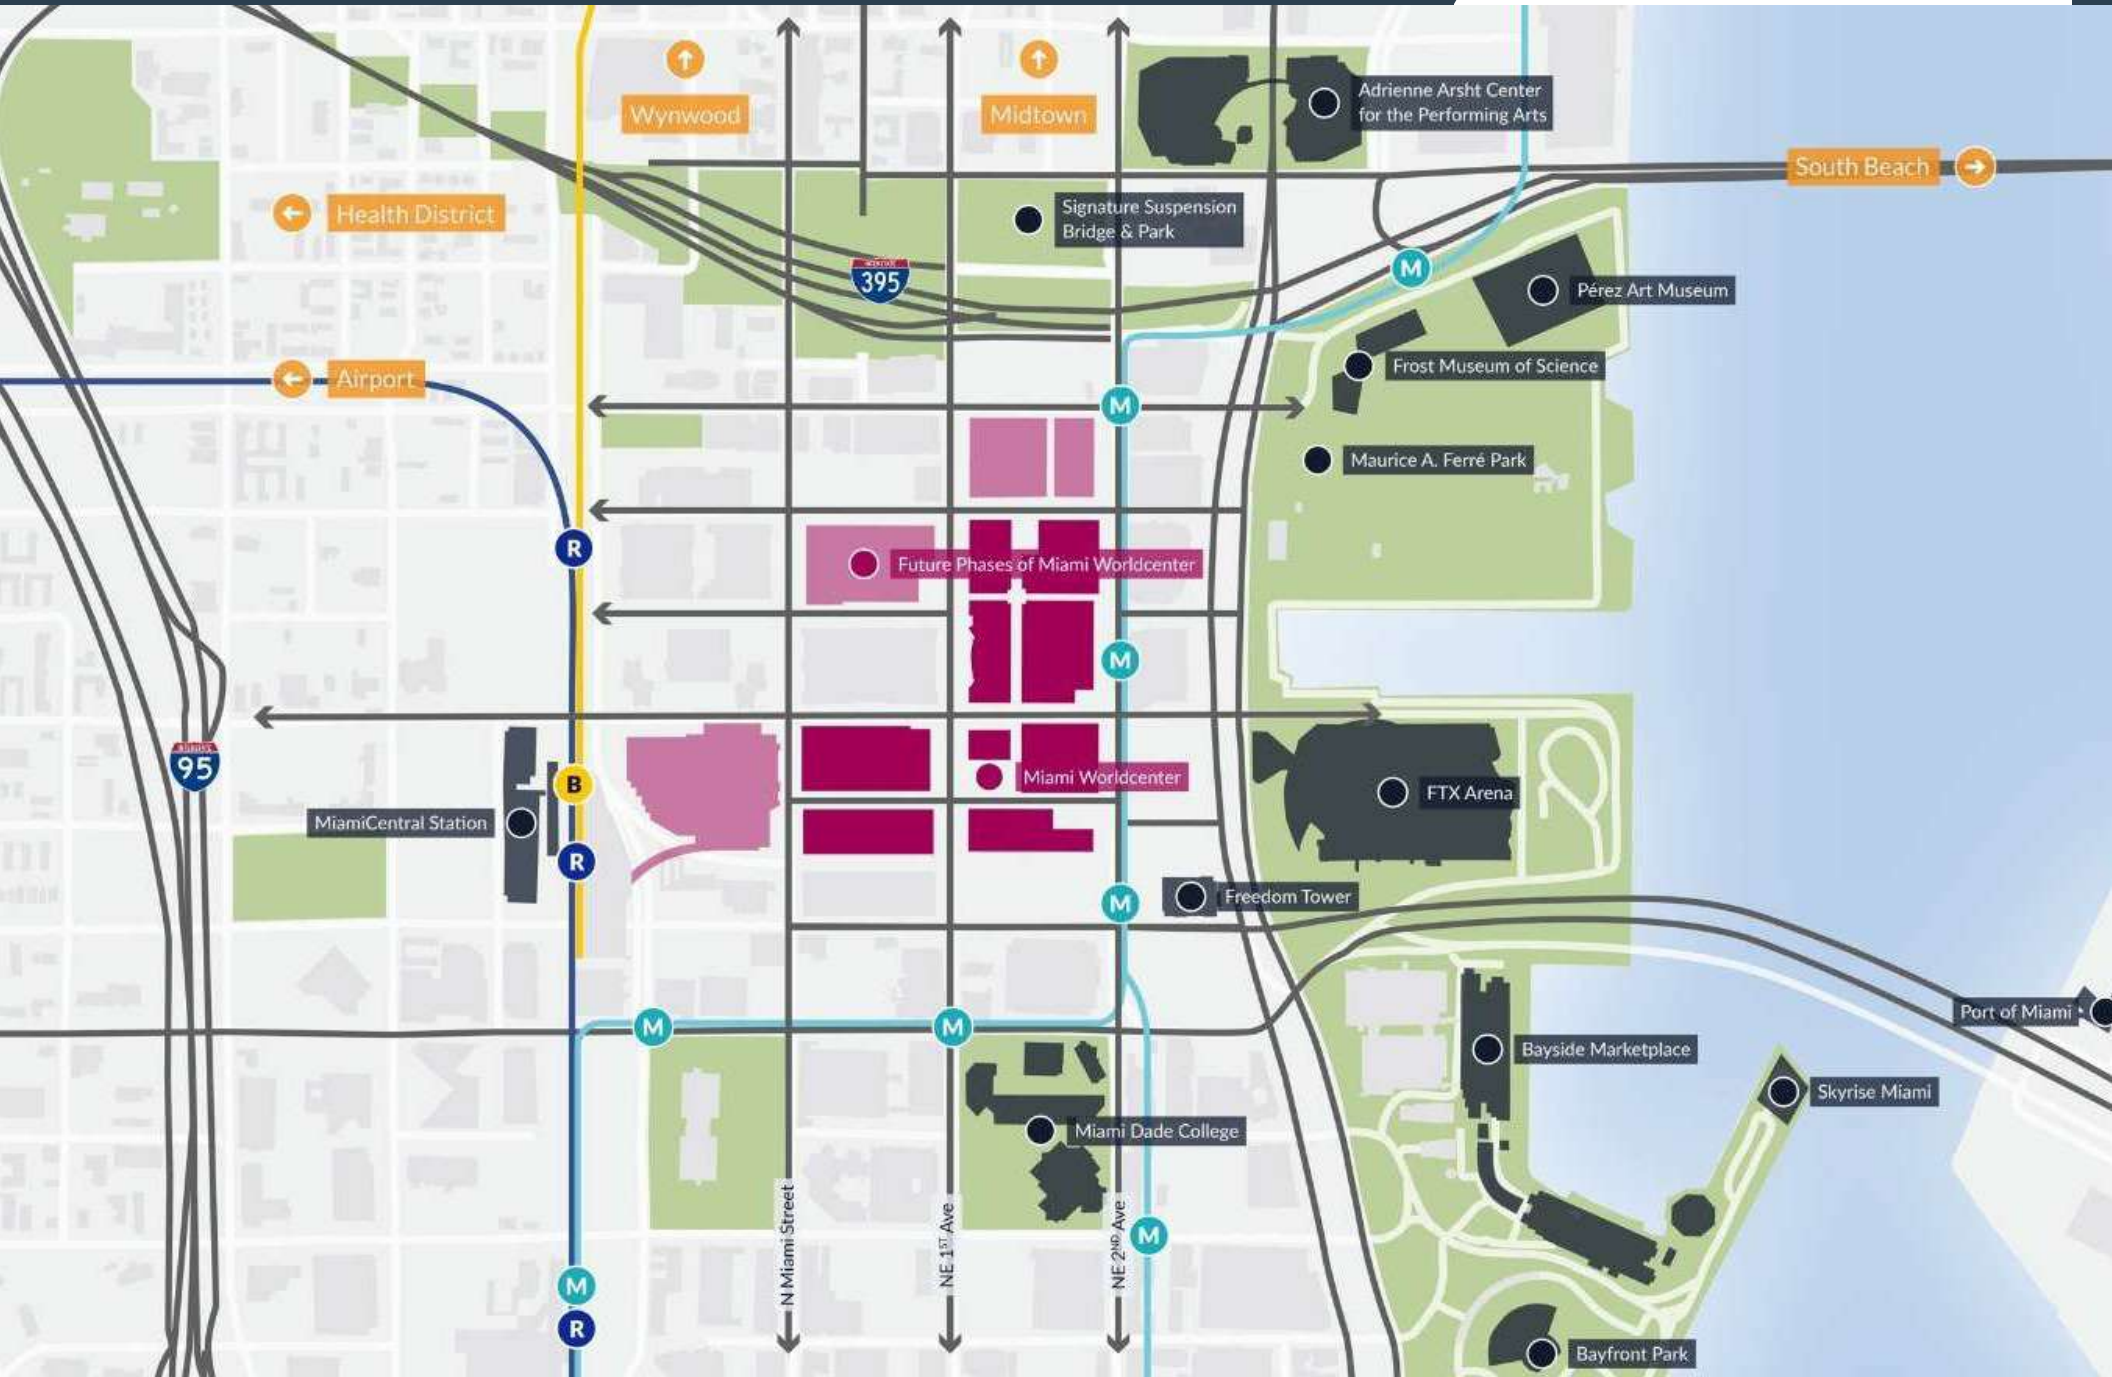 Wynwood
Midtown
Adrienne Arsht Center
for the Performing Arts
South Beach
Health District
Signature Suspension
Bridge & Park
INTERSTATE
395
M
Pérez Art Museum
Airport
Frost Museum of Science
M
Maurice A. Ferré Park
R
Future Phases of Miami Worldcenter
M
95
B
Miami Worldcenter
FTX Arena
MiamiCentral Station
R
M
Freedom Tower
Port of Miami
M
M
Bayside Marketplace
Skyrise Miami
Miami Dade College
N Miami Street
NE 1ST Ave
NE 2ND Ave
M
M
R
Bayfront Park